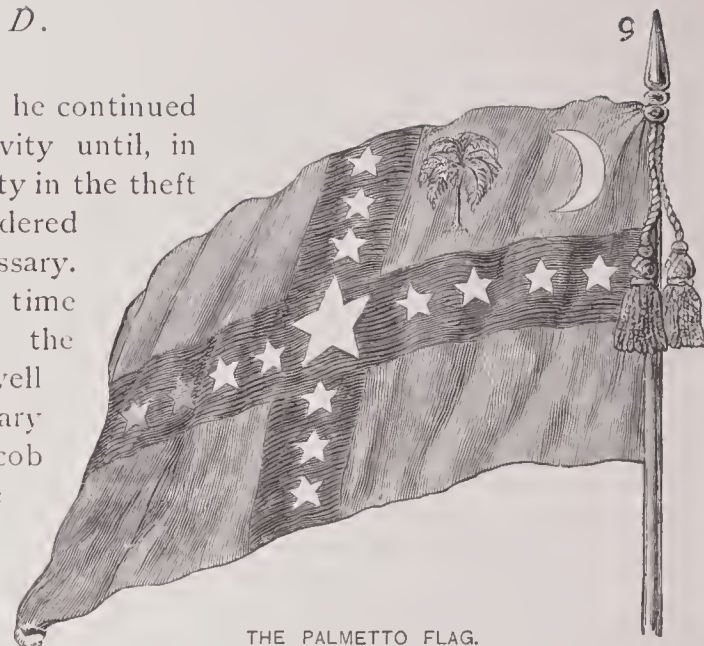 D.
9
he continued
vity until, in
ty in the theft
dered
ssary.
time
the
vell
ary
cob
THE PALMETTO FLAG.